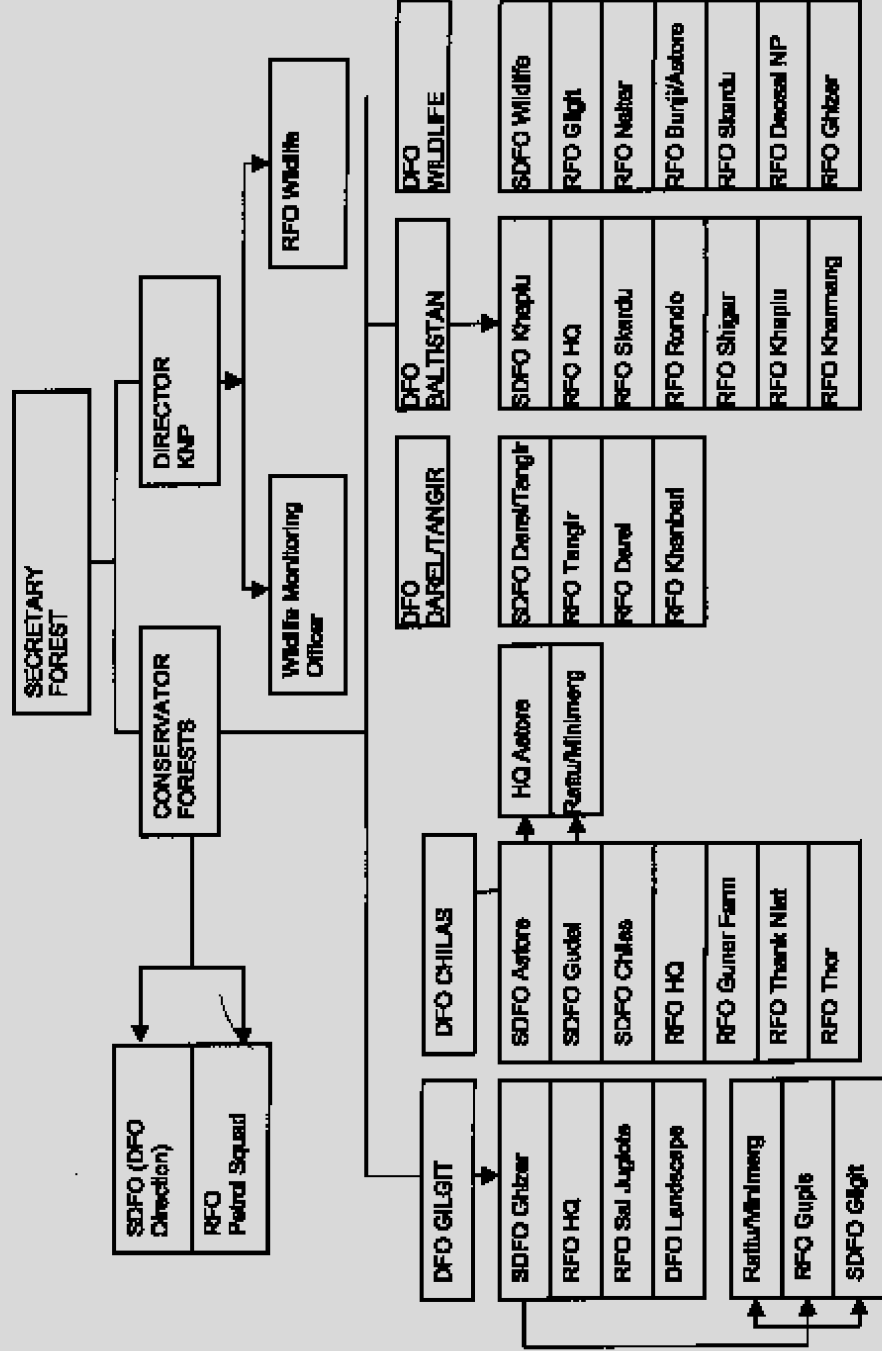 SECRETARY
FOREST
CONSERVATOR
FORESTS
DIRECTOR
KNP
SDFO (DFO
Direction)
RFO
Patrol Squad
Wildlife Monitoring
Officer
RFO Wildlife
DFO GILGIT
SDFO Ghizer
RFO HQ
RFO Sai Juglote
DFO Landscape
Rattu/Minimerg
RFO Gupis
SDFO Gilgit
DFO CHILAS
SDFO Astore
SDFO Gudai
SDFO Chilas
RFO HQ
RFO Guner Farm
RFO Thank Niat
RFO Thor
HQ Astore
Rattu/Minimerg
DFO
DAREL/TANGIR
SDFO Darel/Tangir
RFO Tangir
RFO Darel
RFO Khanbari
DFO
BALTISTAN
SDFO Khaplu
RFO HQ
RFO Skardu
RFO Rondo
RFO Shigar
RFO Khaplu
RFO Kharmang
DFO
WILDLIFE
SDFO Wildlife
RFO Gilgit
RFO Nalter
RFO Bunji/Astore
RFO Skardu
RFO Deosai NP
RFO Ghizer